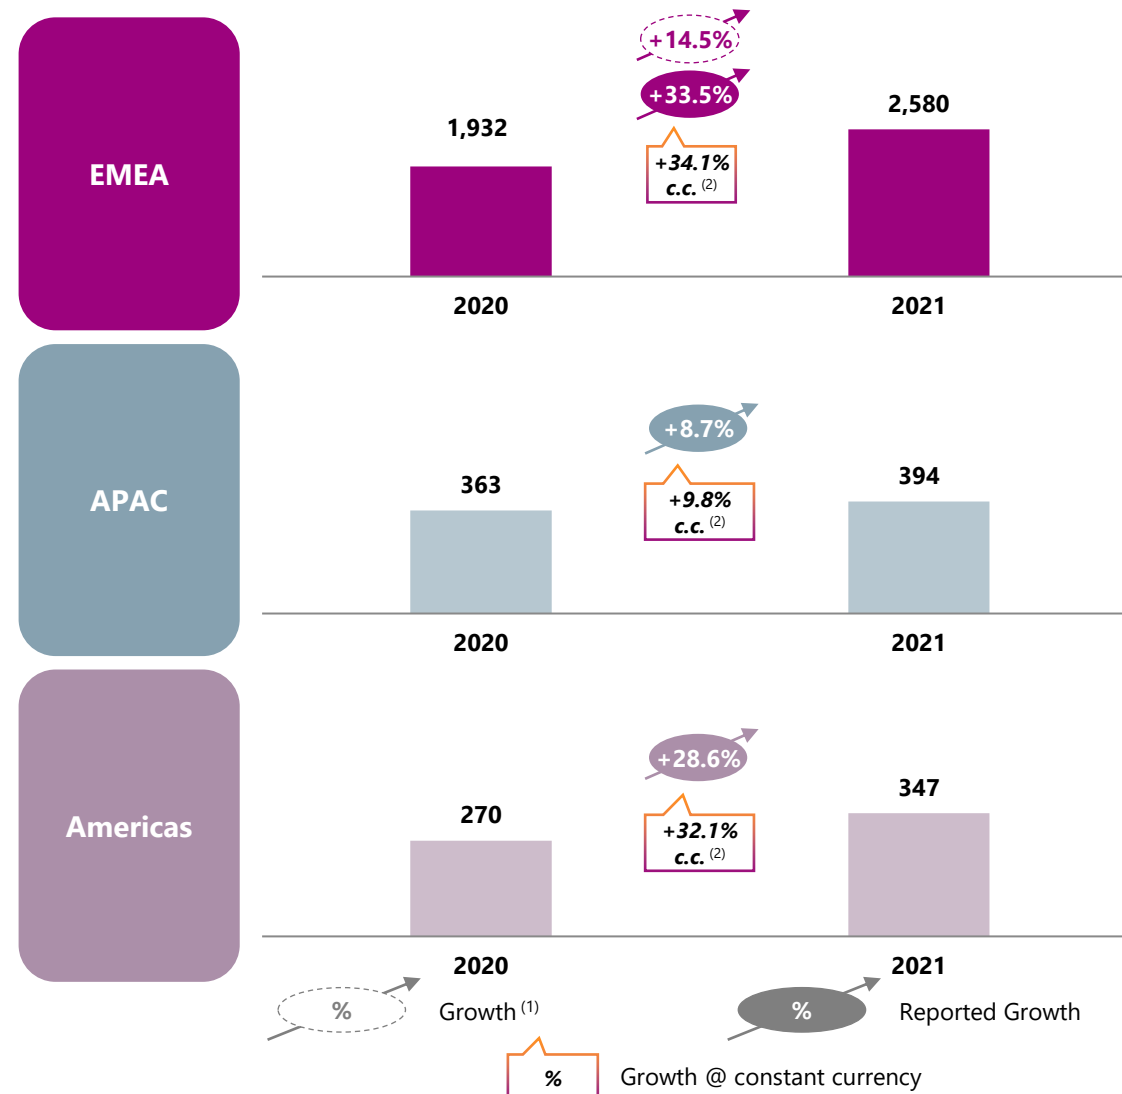 EMEA
+14.5%
+33.5%
+34.1%
c.c. (2)
1,932
2,580
2020
2021
APAC
+8.7%
+9.8%
c.c. (2)
363
394
2020
2021
Americas
+28.6%
+32.1%
c.c. (2)
270
347
2020
2021
% Growth (1)
% Reported Growth
% Growth @ constant currency